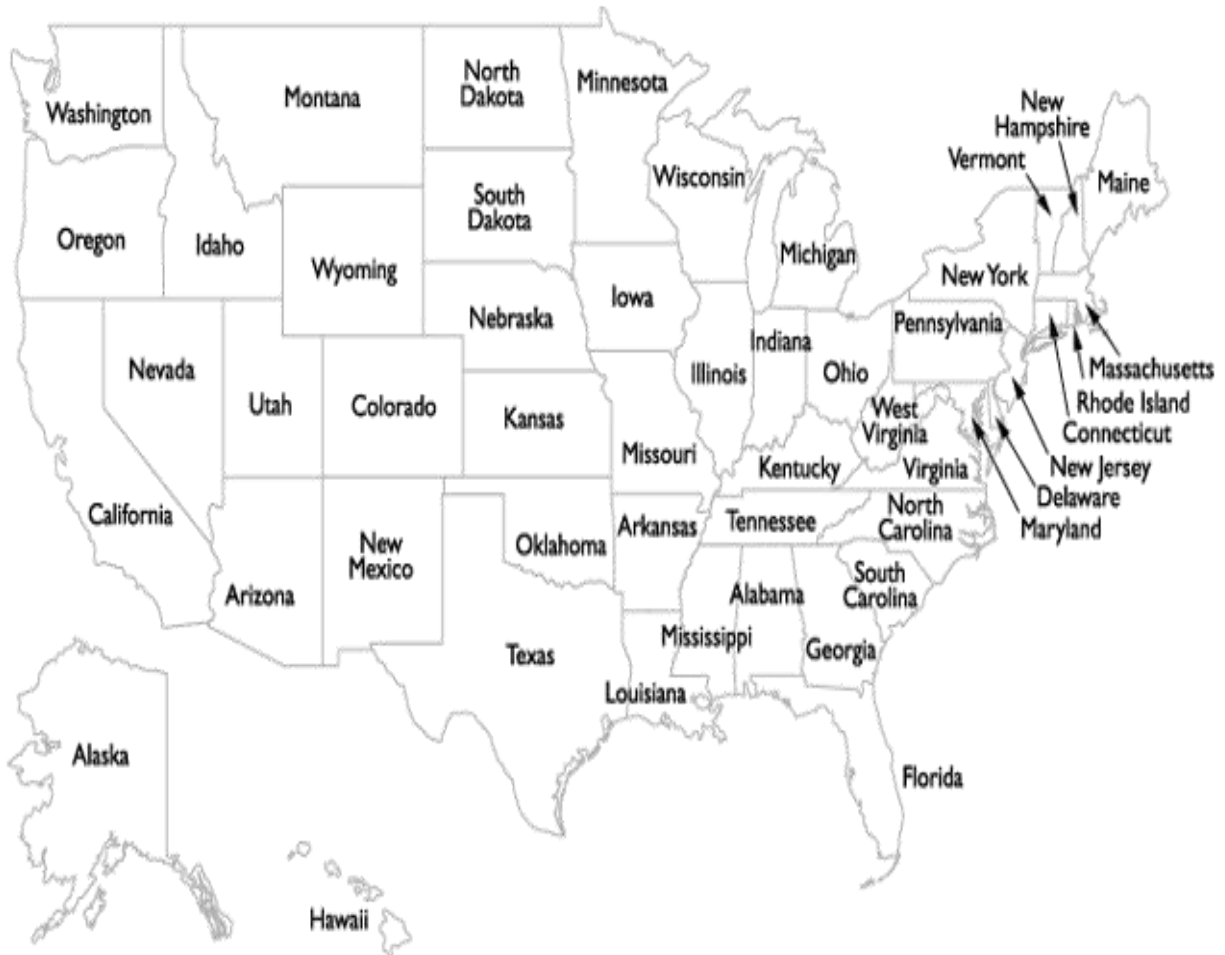 Washington
Montana
North
Dakota
Minnesota
New
Hampshire
Vermont
Maine
Oregon
Idaho
Wyoming
South
Dakota
Wisconsin
Michigan
New York
Iowa
Nebraska
Pennsylvania
Nevada
Utah
Colorado
Kansas
Illinois
Indiana
Ohio
Massachusetts
Rhode Island
Connecticut
New Jersey
Delaware
Maryland
West
Virginia
Virginia
Missouri
Kentucky
California
Arizona
New
Mexico
Oklahoma
Arkansas
Tennessee
North
Carolina
South
Carolina
Alabama
Mississippi
Georgia
Texas
Louisiana
Florida
Alaska
Hawaii